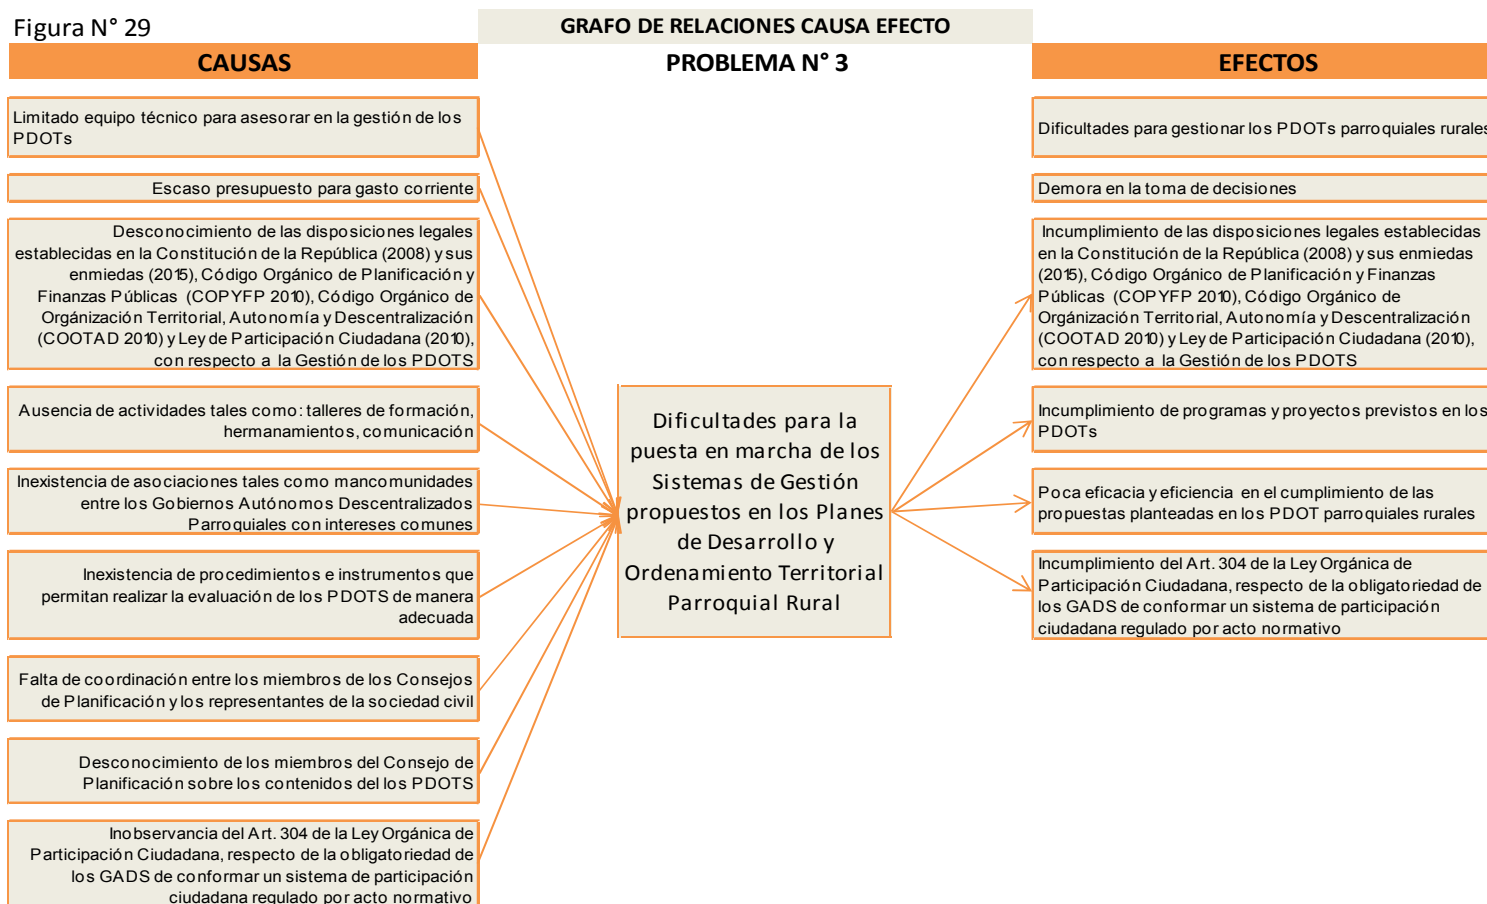 Figura N° 29
GRAFO DE RELACIONES CAUSA EFECTO
CAUSAS
PROBLEMA N° 3
EFECTOS
Limitado equipo técnico para asesorar en la gestión de los
PDOTs
Escaso presupuesto para gasto corriente
Desconocimiento de las disposiciones legales
establecidas en la Constitución de la República (2008) y sus
enmiedas (2015), Código Orgánico de Planificación y
Finanzas Públicas (COPYFP 2010), Código Orgánico de
Orgánización Territorial, Autonomía y Descentralización
(COOTAD 2010) y Ley de Participación Ciudadana (2010),
con respecto a la Gestión de los PDOTS
Ausencia de actividades tales como: talleres de formación,
hermanamientos, comunicación
Inexistencia de asociaciones tales como mancomunidades
entre los Gobiernos Autónomos Descentralizados
Parroquiales con intereses comunes
Inexistencia de procedimientos e instrumentos que
permitan realizar la evaluación de los PDOTS de manera
adecuada
Falta de coordinación entre los miembros de los Consejos
de Planificación y los representantes de la sociedad civil
Desconocimiento de los miembros del Consejo de
Planificación sobre los contenidos del los PDOTS
Inobservancia del Art. 304 de la Ley Orgánica de
Participación Ciudadana, respecto de la obligatoriedad de
los GADS de conformar un sistema de participación
ciudadana regulado por acto normativo
Dificultades para la
puesta en marcha de los
Sistemas de Gestión
propuestos en los Planes
de Desarrollo y
Ordenamiento Territorial
Parroquial Rural
Dificultades para gestionar los PDOTs parroquiales rurales
Demora en la toma de decisiones
Incumplimiento de las disposiciones legales establecidas
en la Constitución de la República (2008) y sus enmiedas
(2015), Código Orgánico de Planificación y Finanzas
Públicas (COPYFP 2010), Código Orgánico de
Orgánización Territorial, Autonomía y Descentralización
(COOTAD 2010) y Ley de Participación Ciudadana (2010),
con respecto a la Gestión de los PDOTS
Incumplimiento de programas y proyectos previstos en los
PDOTs
Poca eficacia y eficiencia en el cumplimiento de las
propuestas planteadas en los PDOT parroquiales rurales
Incumplimiento del Art. 304 de la Ley Orgánica de
Participación Ciudadana, respecto de la obligatoriedad de
los GADS de conformar un sistema de participación
ciudadana regulado por acto normativo